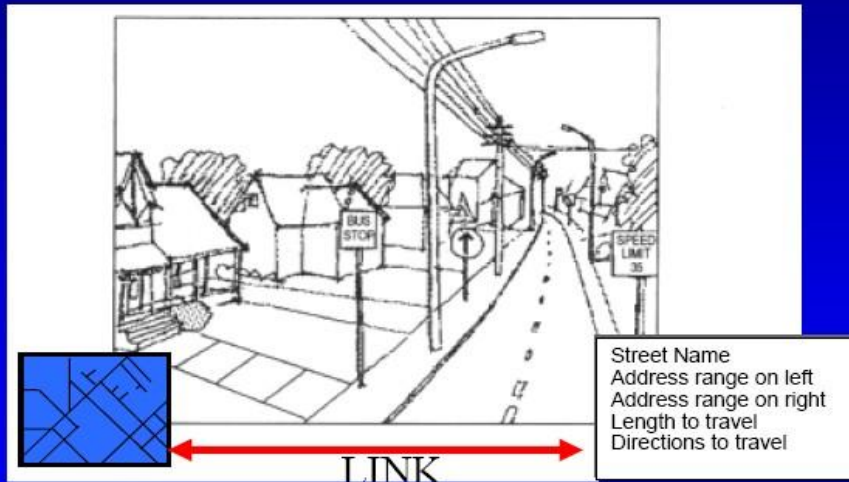 BUS
STOP
SPEED
LIMIT
35
Street Name
Address range on left
Address range on right
Length to travel
Directions to travel
LINK